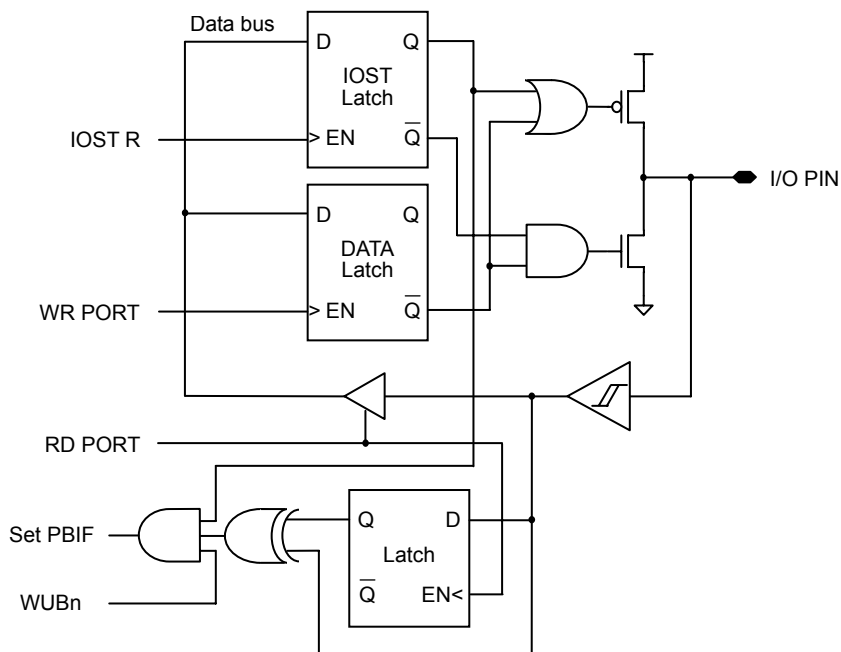 Data bus
D Q
IOST
Latch
IOST R
> EN Q̅
I/O PIN
D Q
DATA
Latch
WR PORT
> EN Q̅
RD PORT
Q D
Set PBIF
Latch
Q̅ EN<
WUBn